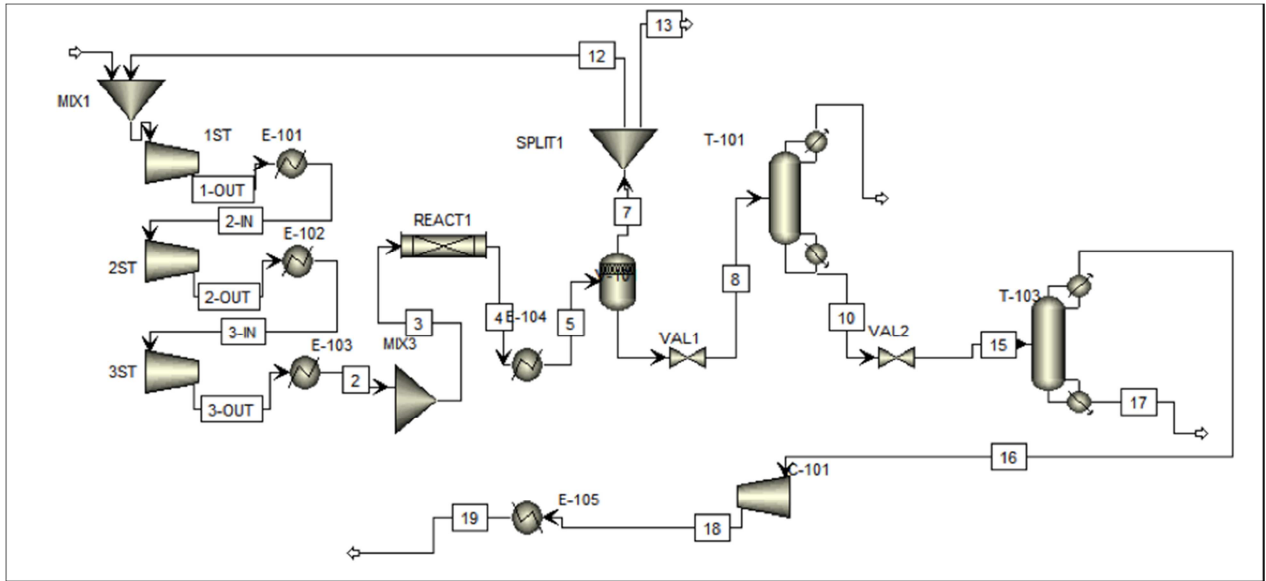 13
12
MIX1
1ST
E-101
SPLIT1
T-101
1-OUT
7
2-IN
REACT1
E-102
2ST
8
2-OUT
3
4
E-104
5
10
T-103
3-IN
E-103
MIX3
VAL1
VAL2
15
3ST
2
3-OUT
17
16
C-101
E-105
19
18